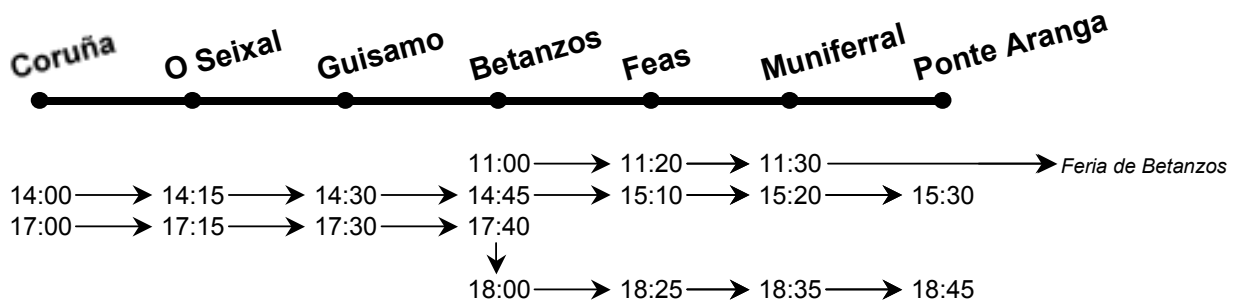 Coruña O Seixal Guisamo Betanzos Feas Muniferral Ponte Aranga
11:00 11:20 11:30 Feria de Betanzos
14:00 14:15 14:30 14:45 15:10 15:20 15:30
17:00 17:15 17:30 17:40
18:00 18:25 18:35 18:45